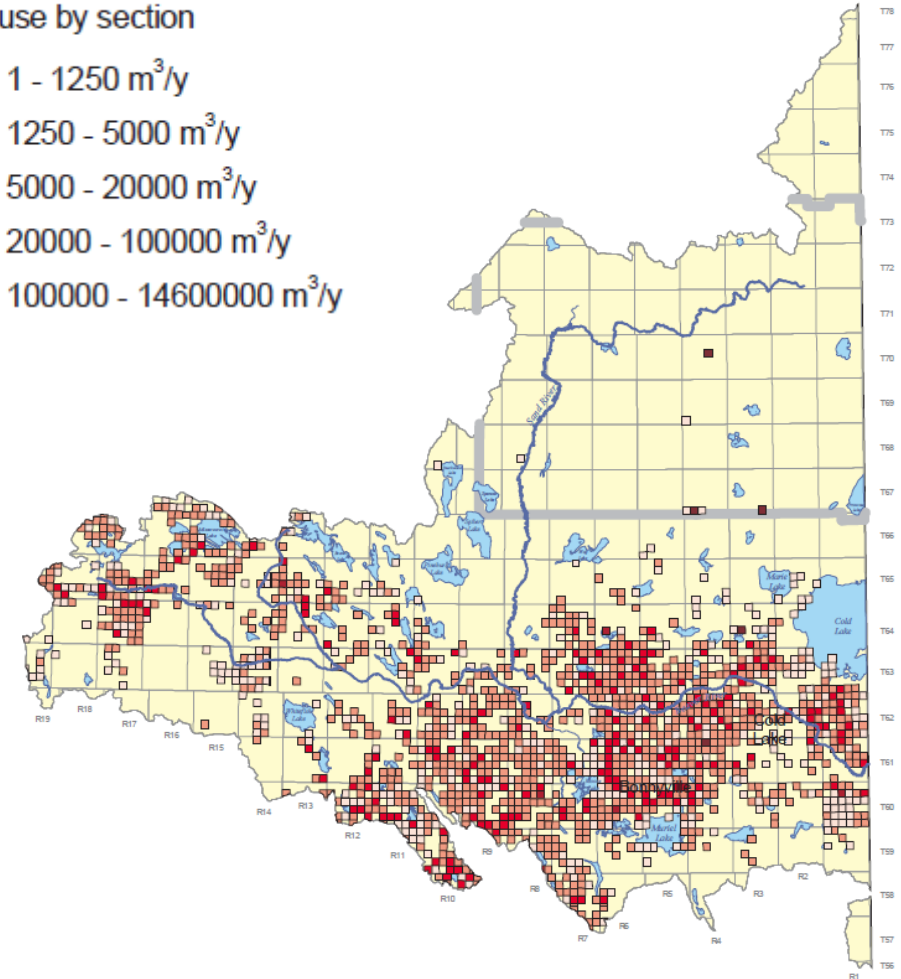 use by section
1 - 1250 m³/y
1250 - 5000 m³/y
5000 - 20000 m³/y
20000 - 100000 m³/y
100000 - 14600000 m³/y
T78
T77
T76
T75
T74
T73
T72
T71
T70
T69
Sand River
T68
T67
T66
T65
Marie
Lake
Cold
Lake
T64
T63
R19
R18
R17
R16
R15
T62
Cold
Lake
T61
Bonnyville
R14
R13
R12
T60
Muriel
Lake
R11
R10
R9
R8
R7
R6
R5
R4
R3
R2
T59
T58
T57
R1
T56